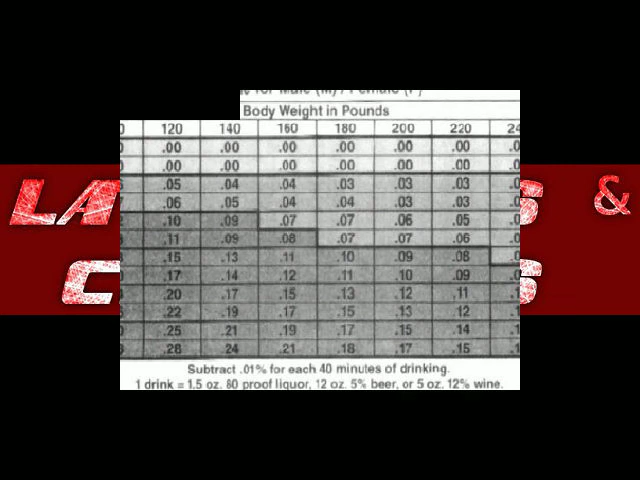 Body Weight in Pounds
120 140 160 180 200 220
.00 .00 .00 .00 .00 .00
.00 .00 .00 .00 .00 .00
.05 .04 .04 .03 .03 .03
.06 .05 .04 .04 .03 .03
.10 .09 .07 .07 .06 .05
.11 .09 .08 .07 .07 .06
.15 .13 .11 .10 .09 .08
.17 .14 .12 .11 .10 .09
.20 .17 .15 .13 .12 .11
.22 .19 .17 .15 .13 .12
.25 .21 .19 .17 .15 .14
.28 .24 .21 .18 .17 .15
Subtract .01% for each 40 minutes of drinking.
1 drink = 1.5 oz. 80 proof liquor, 12 oz. 5% beer, or 5 oz. 12% wine.
&